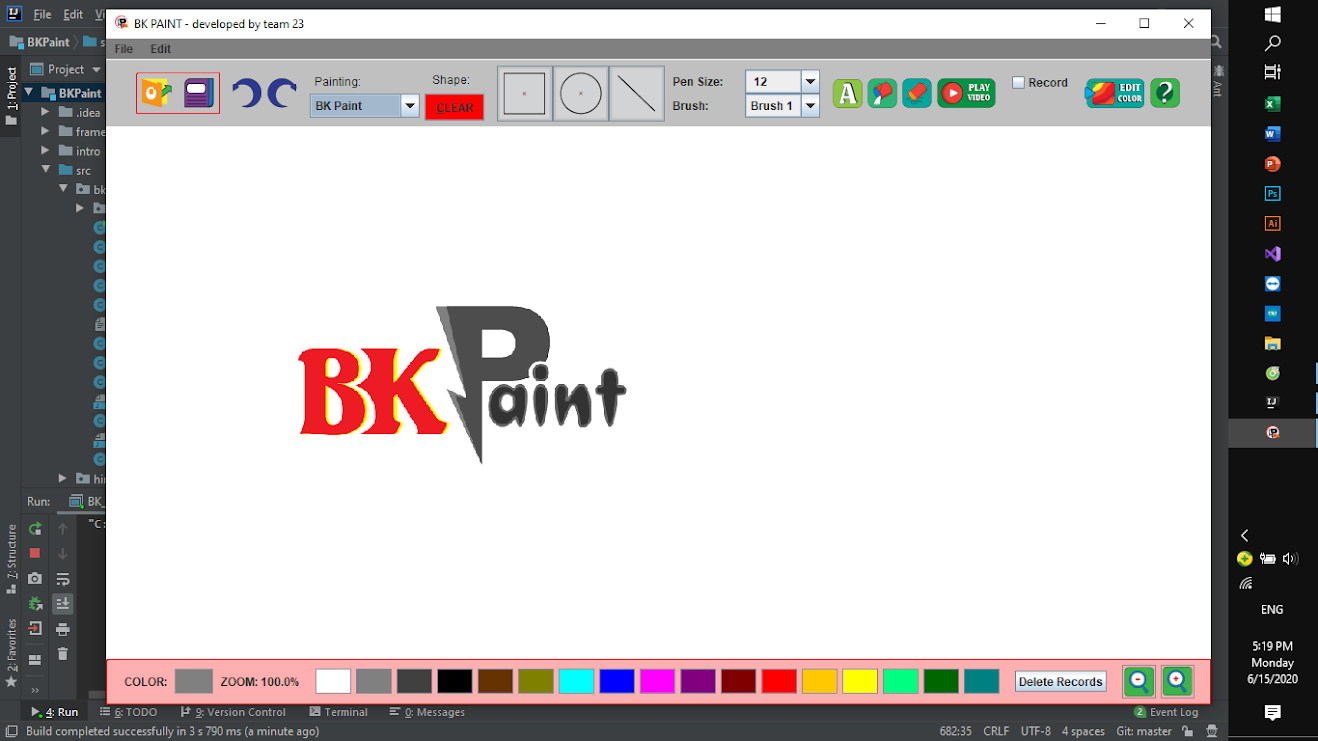 File Edit Vi
BK PAINT - developed by team 23
BKPaint
File Edit
1: Project
Project
BKPaint
.idea
frame
intro
src
bk
hi
Painting:
BK Paint
Shape:
CLEAR
Pen Size:
12
Brush:
Brush 1
A
PLAY
VIDEO
Record
EDIT
COLOR
?
Ant
BK Paint
Run:
BK_
"C:
7: Structure
2: Favorites
COLOR:
ZOOM: 100.0%
Delete Records
4: Run
6: TODO
9: Version Control
Terminal
0: Messages
2 Event Log
Build completed successfully in 3 s 790 ms (a minute ago)
682:35 CRLF UTF-8 4 spaces Git: master
Ps
Ai
ENG
5:19 PM
Monday
6/15/2020